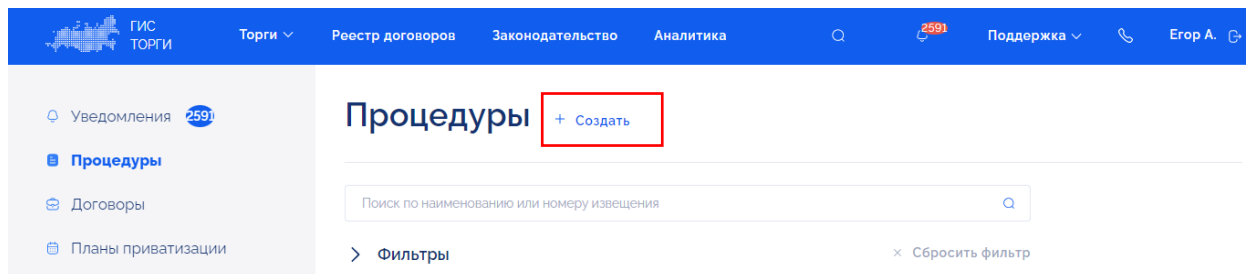 ГИС
ТОРГИ
Торги
Реестр договоров
Законодательство
Аналитика
2591
Поддержка
Егор А.
Уведомления 2591
Процедуры
Договоры
Планы приватизации
Процедуры + Создать
Поиск по наименованию или номеру извещения
Фильтры
× Сбросить фильтр